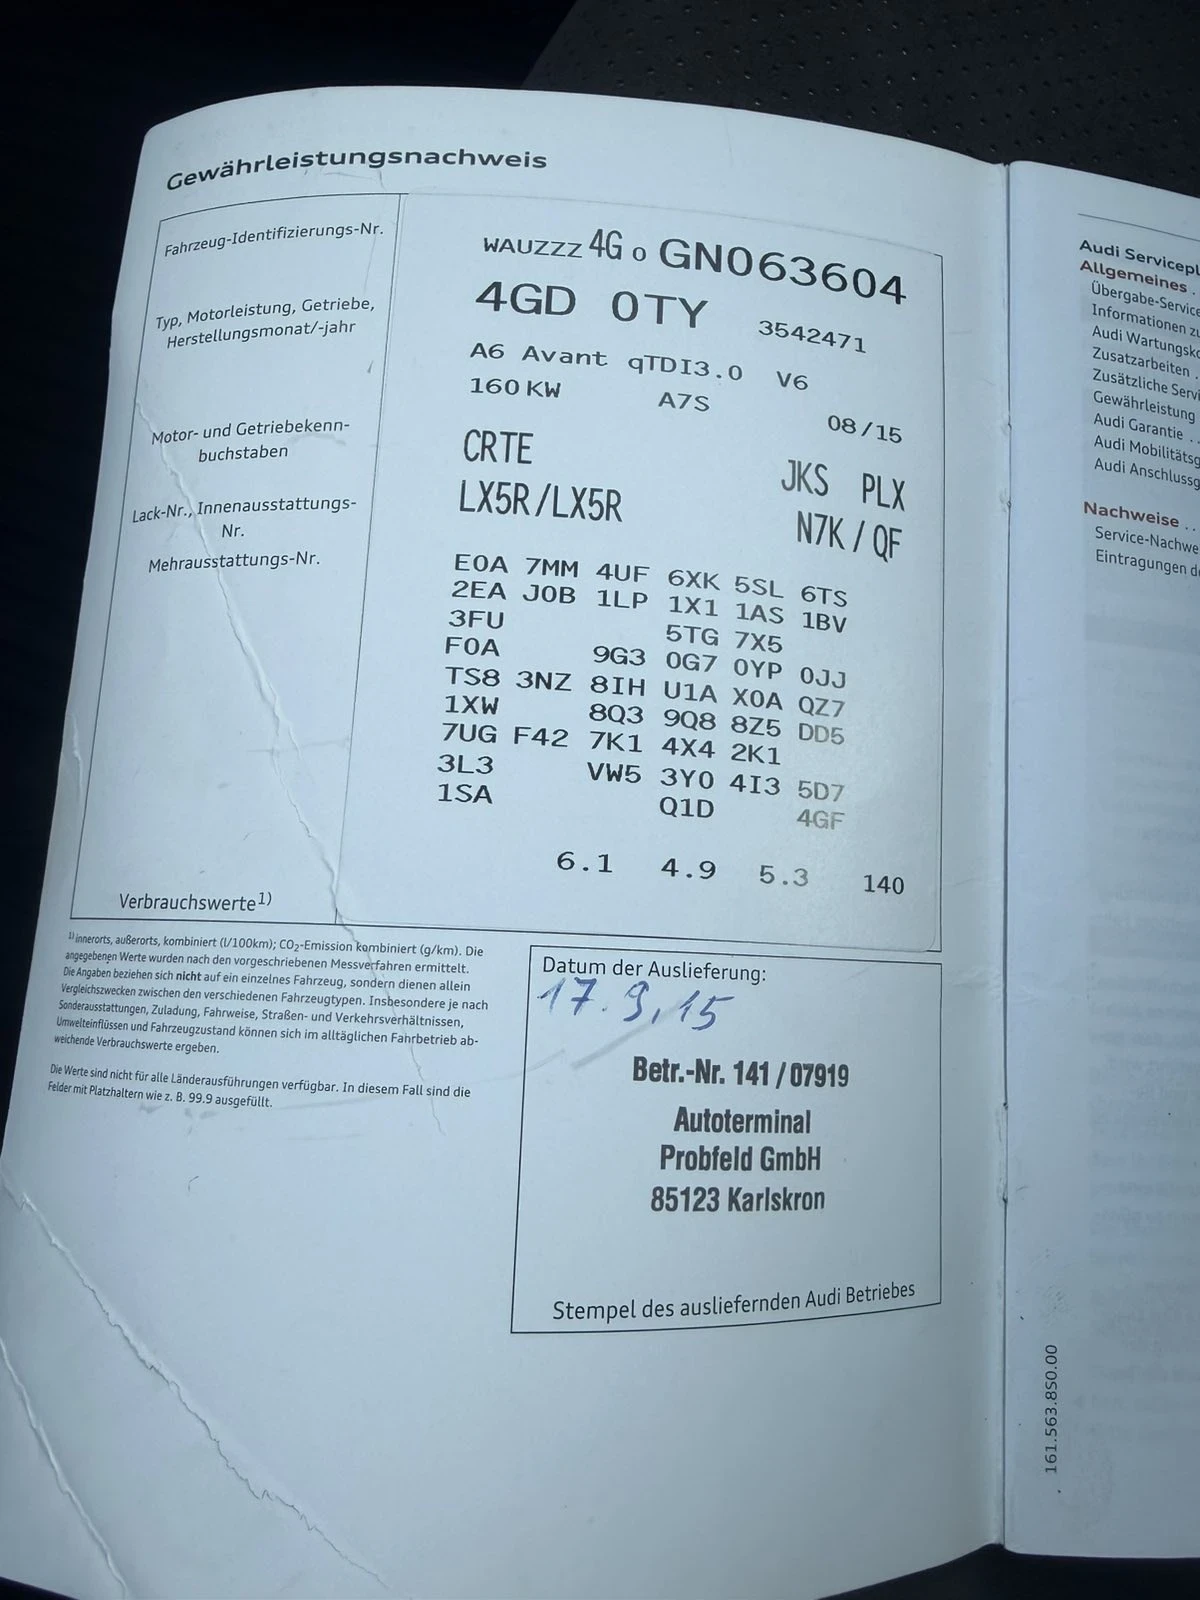 Gewährleistungsnachweis
Fahrzeug-Identifizierungs-Nr.
WAUZZZ 4G 0 GN063604
Typ, Motorleistung, Getriebe,
Herstellungsmonat/-jahr
4GD 0TY 3542471
A6 Avant qTDI3.0 V6
160 KW A7S 08/15
Motor- und Getriebekenn-
buchstaben
CRTE JKS PLX
Lack-Nr., Innenausstattungs-
Nr.
LX5R/LX5R N7K / QF
Mehrausstattungs-Nr.
E0A 7MM 4UF 6XK 5SL 6TS
2EA J0B 1LP 1X1 1AS 1BV
3FU 5TG 7X5
F0A 9G3 0G7 0YP 0JJ
TS8 3NZ 8IH U1A X0A QZ7
1XW 8Q3 9Q8 8Z5 DD5
7UG F42 7K1 4X4 2K1
3L3 VW5 3Y0 4I3 5D7
1SA Q1D 4GF
Verbrauchswerte1)
6.1 4.9 5.3 140
1) innerorts, außerorts, kombiniert (l/100km); CO2-Emission kombiniert (g/km). Die
angegebenen Werte wurden nach den vorgeschriebenen Messverfahren ermittelt.
Die Angaben beziehen sich nicht auf ein einzelnes Fahrzeug, sondern dienen allein
Vergleichszwecken zwischen den verschiedenen Fahrzeugtypen. Insbesondere je nach
Sonderausstattungen, Zuladung, Fahrweise, Straßen- und Verkehrsverhältnissen,
Umwelteinflüssen und Fahrzeugzustand können sich im alltäglichen Fahrbetrieb ab-
weichende Verbrauchswerte ergeben.
Die Werte sind nicht für alle Länderausführungen verfügbar. In diesem Fall sind die
Felder mit Platzhaltern wie z. B. 99.9 ausgefüllt.
Datum der Auslieferung:
17.9.15
Betr.-Nr. 141 / 07919
Autoterminal
Probfeld GmbH
85123 Karlskron
Stempel des ausliefernden Audi Betriebes
Audi Servicepl
Allgemeines .
Übergabe-Service
Informationen zu
Audi Wartungsko
Zusatzarbeiten .
Zusätzliche Servi
Gewährleistung
Audi Garantie . .
Audi Mobilitätsg
Audi Anschlussg
Nachweise . .
Service-Nachwe
Eintragungen de
161.563.850.00